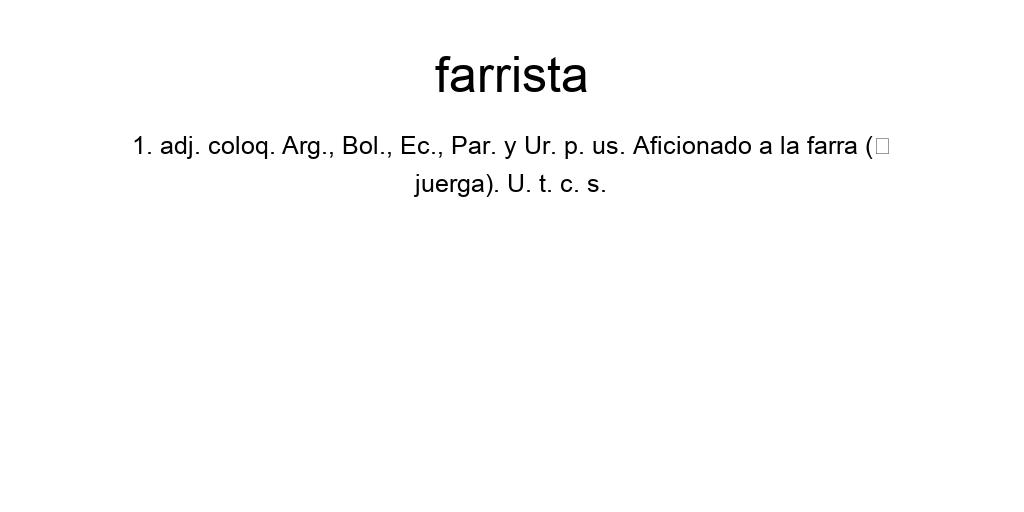 farrista
1. adj. coloq. Arg., Bol., Ec., Par. y Ur. p. us. Aficionado a la farra (□
juerga). U. t. c. s.